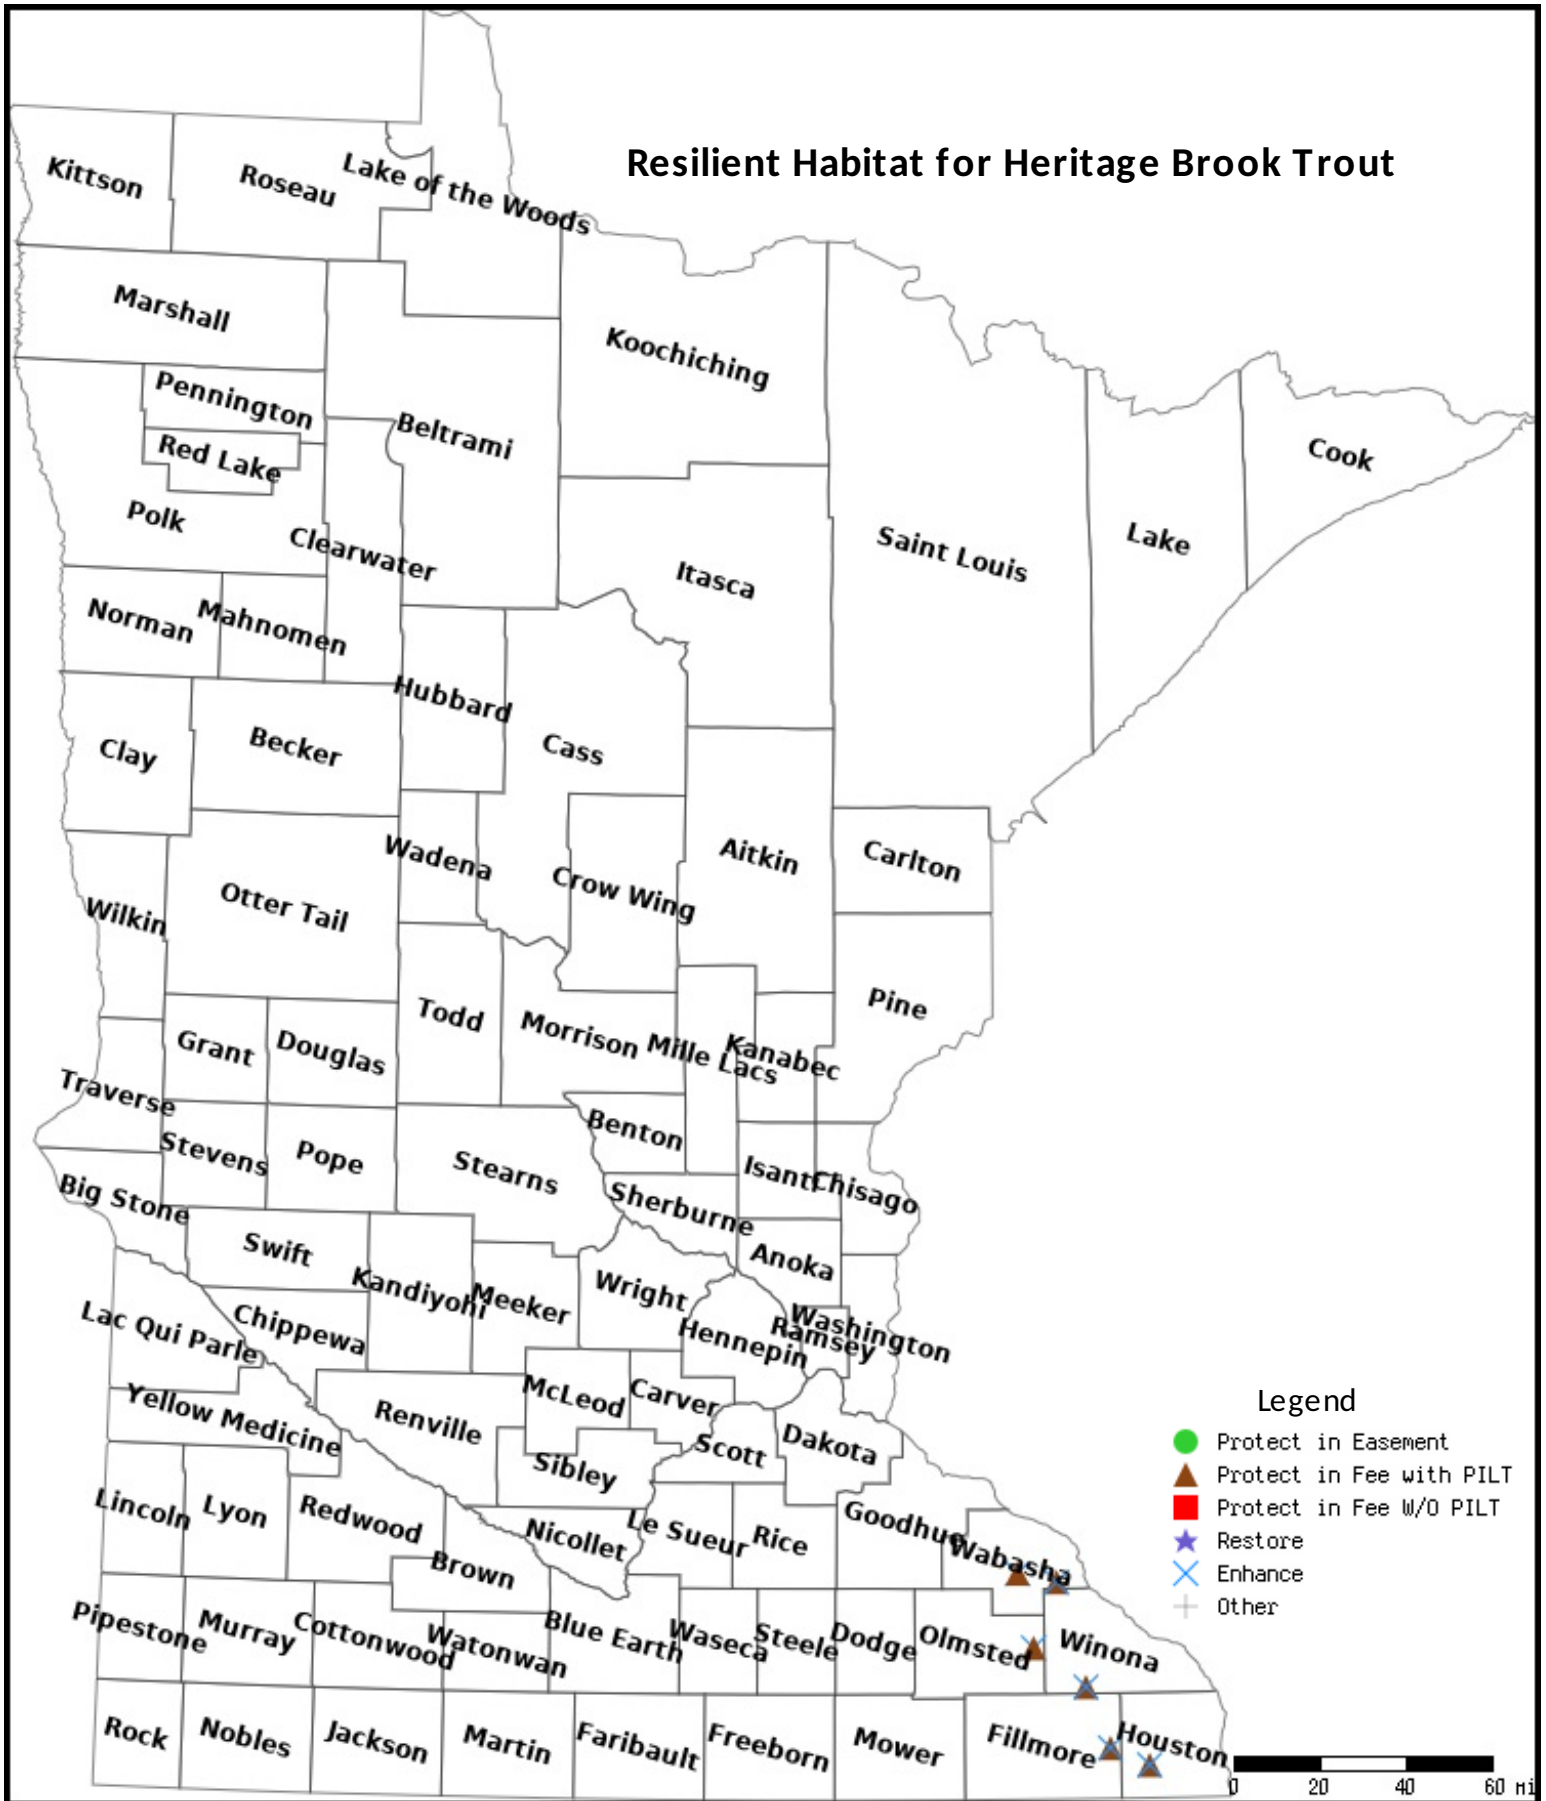 Resilient Habitat for Heritage Brook Trout
Kittson
Roseau
Lake of the Woods
Marshall
Koochiching
Pennington
Beltrami
Red Lake
Cook
Polk
Clearwater
Saint Louis
Lake
Itasca
Norman
Mahnomen
Hubbard
Clay
Becker
Cass
Wadena
Aitkin
Carlton
Crow Wing
Otter Tail
Wilkin
Pine
Todd
Morrison
Mille Lacs
Kanabec
Grant
Douglas
Traverse
Stevens
Pope
Stearns
Benton
Isanti
Chisago
Big Stone
Sherburne
Swift
Anoka
Kandiyohi
Meeker
Wright
Washington
Ramsey
Hennepin
Lac Qui Parle
Chippewa
McLeod
Carver
Yellow Medicine
Renville
Scott
Dakota
Sibley
Lincoln
Lyon
Redwood
Nicollet
Le Sueur
Rice
Goodhue
Wabasha
Brown
Pipestone
Murray
Cottonwood
Watonwan
Blue Earth
Waseca
Steele
Dodge
Olmsted
Winona
Rock
Nobles
Jackson
Martin
Faribault
Freeborn
Mower
Fillmore
Houston
Legend
Protect in Easement
Protect in Fee with PILT
Protect in Fee W/O PILT
Restore
Enhance
Other
0 20 40 60 mi